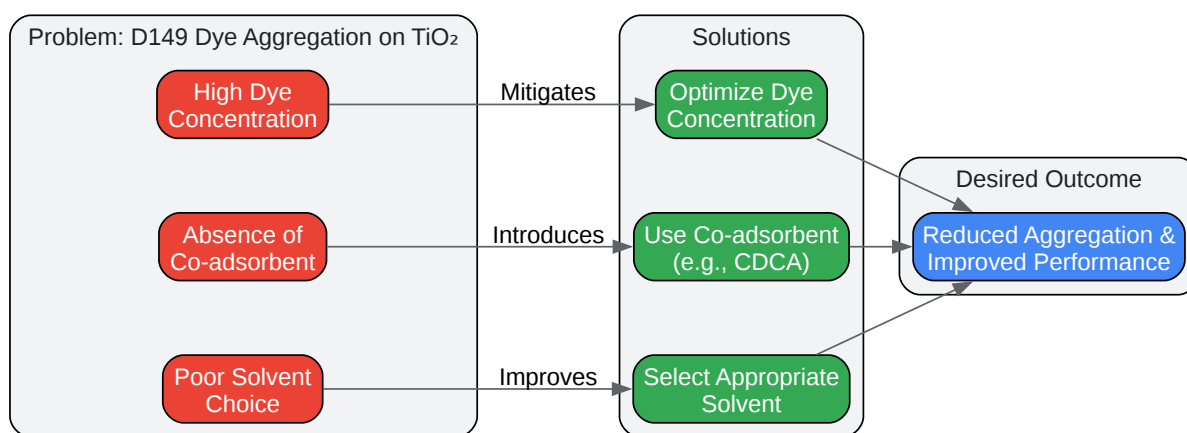 Problem: D149 Dye Aggregation on TiO₂
High Dye
Concentration
Absence of
Co-adsorbent
Poor Solvent
Choice
Mitigates
Introduces
Improves
Solutions
Optimize Dye
Concentration
Use Co-adsorbent
(e.g., CDCA)
Select Appropriate
Solvent
Desired Outcome
Reduced Aggregation &
Improved Performance